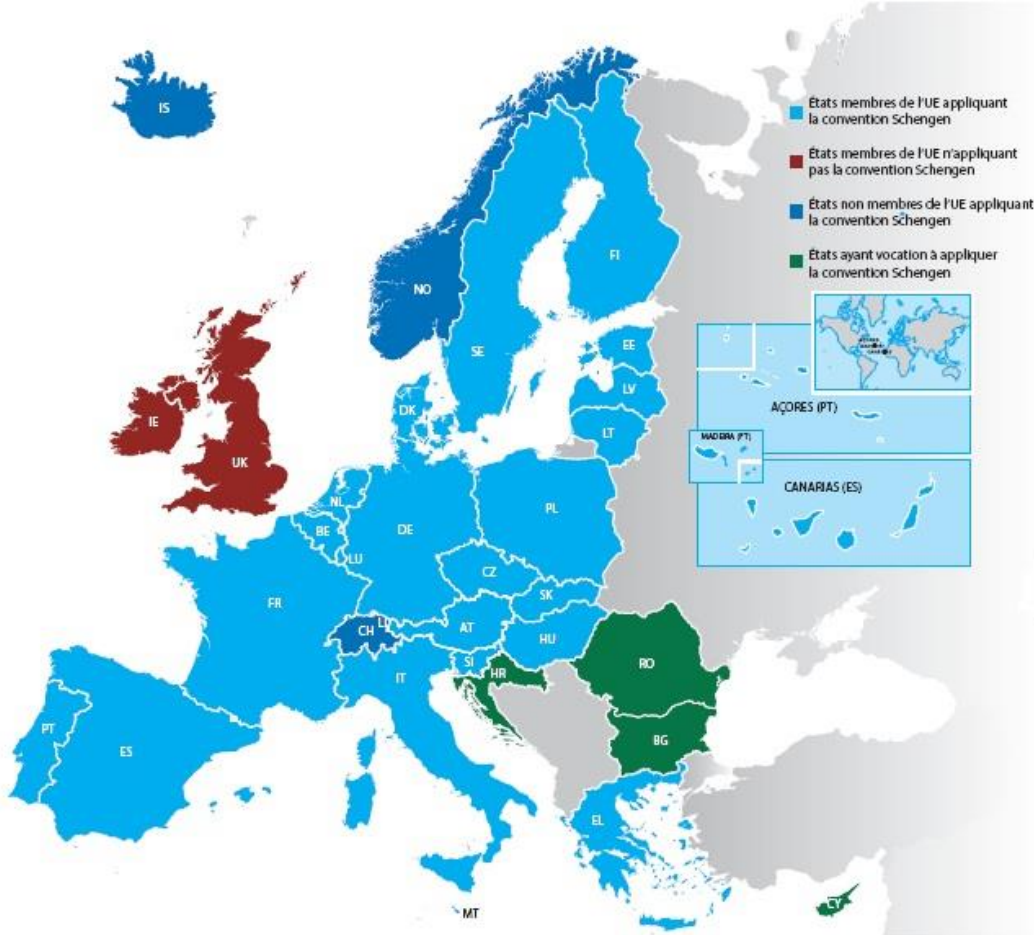 IS
États membres de l'UE appliquant
la convention Schengen
États membres de l'UE n'appliquant
pas la convention Schengen
États non membres de l'UE appliquant
la convention Schengen
États ayant vocation à appliquer
la convention Schengen
FI
NO
SE
EE
LV
DK
LT
IE
UK
AÇORES (PT)
MADEIRA (PT)
CANARIAS (ES)
NL
BE
DE
PL
LU
CZ
FR
SK
CH
LI
AT
HU
SI
HR
RO
IT
PT
ES
BG
EL
MT
CY